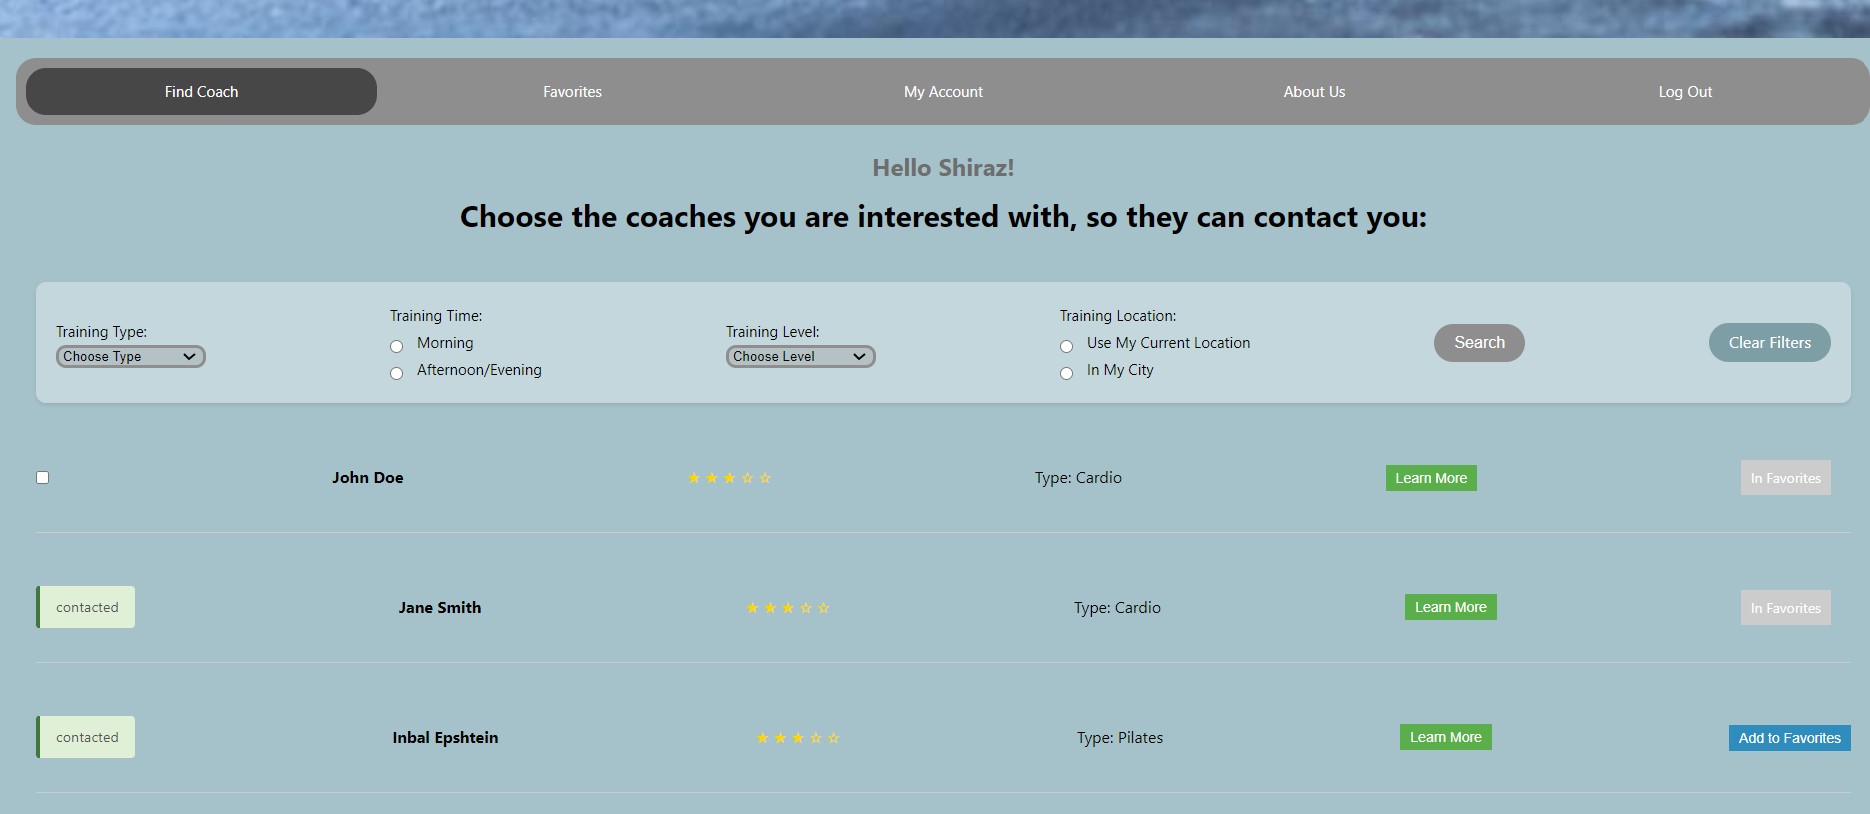 Find Coach Favorites My Account About Us Log Out
Hello Shiraz!
Choose the coaches you are interested with, so they can contact you:
Training Type:
Choose Type
Training Time:
Morning
Afternoon/Evening
Training Level:
Choose Level
Training Location:
Use My Current Location
In My City
Search
Clear Filters
John Doe ★ ★ ★ ☆ ☆ Type: Cardio Learn More In Favorites
contacted Jane Smith ★ ★ ★ ☆ ☆ Type: Cardio Learn More In Favorites
contacted Inbal Epshtein ★ ★ ★ ☆ ☆ Type: Pilates Learn More Add to Favorites